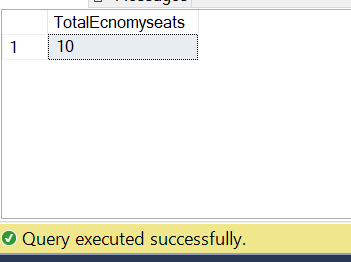 Messages
TotalEcnomyseats
1 10
Query executed successfully.